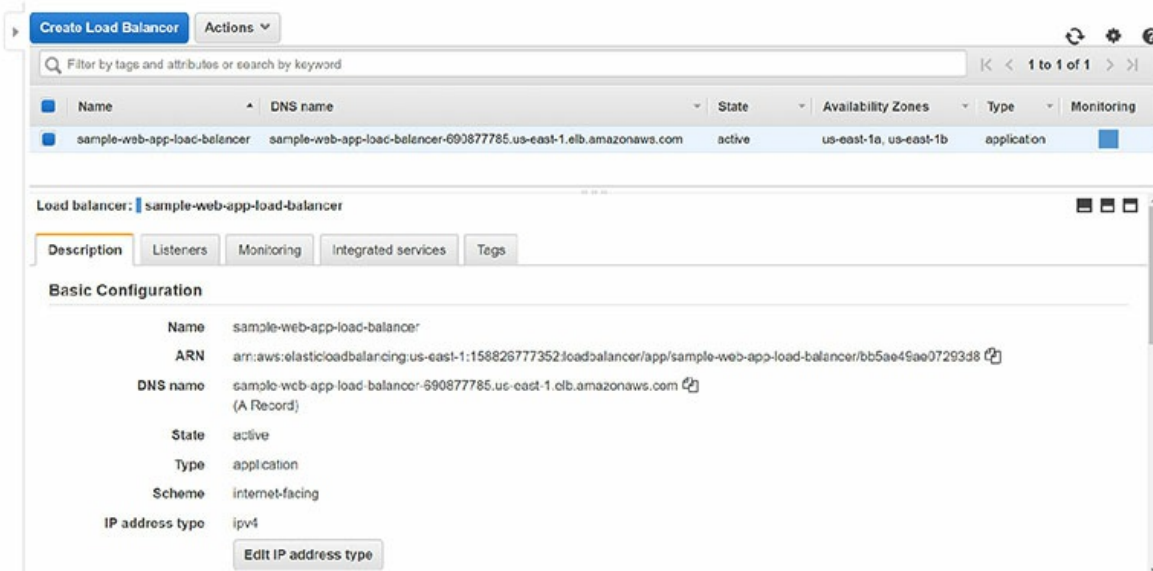 Create Load Balancer Actions
Filter by tags and attributes or search by keyword 1 to 1 of 1
Name DNS name State Availability Zones Type Monitoring
sample-web-app-load-balancer sample-web-app-load-balancer-690877785.us-east-1.elb.amazonaws.com active us-east-1a, us-east-1b application
Load balancer: sample-web-app-load-balancer
Description Listeners Monitoring Integrated services Tags
Basic Configuration
Name sample-web-app-load-balancer
ARN arn:aws:elasticloadbalancing:us-east-1:158826777352:loadbalancer/app/sample-web-app-load-balancer/bb5ae49ae07293d8
DNS name sample-web-app-load-balancer-690877785.us-east-1.elb.amazonaws.com
(A Record)
State active
Type application
Scheme internet-facing
IP address type ipv4
Edit IP address type